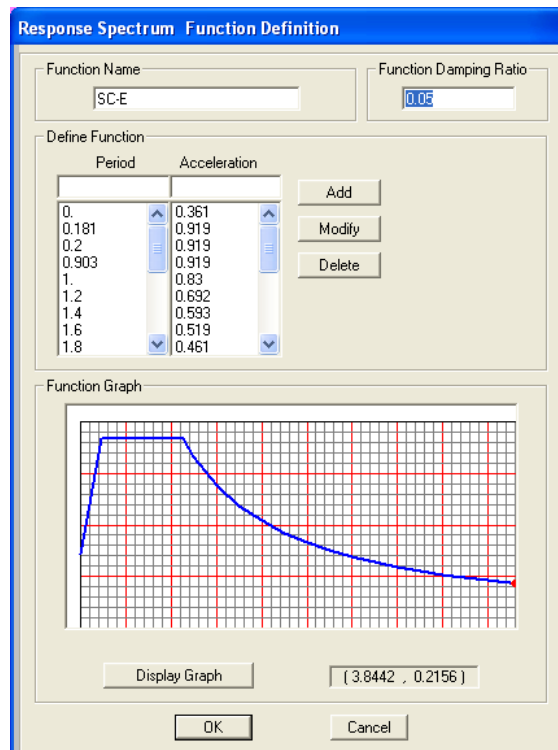 Response Spectrum Function Definition
Function Name
SC-E
Function Damping Ratio
0.05
Define Function
Period Acceleration
Add
Modify
Delete
0. 0.361
0.181 0.919
0.2 0.919
0.903 0.919
1. 0.83
1.2 0.692
1.4 0.593
1.6 0.519
1.8 0.461
Function Graph
Display Graph
( 3.8442 , 0.2156 )
OK
Cancel